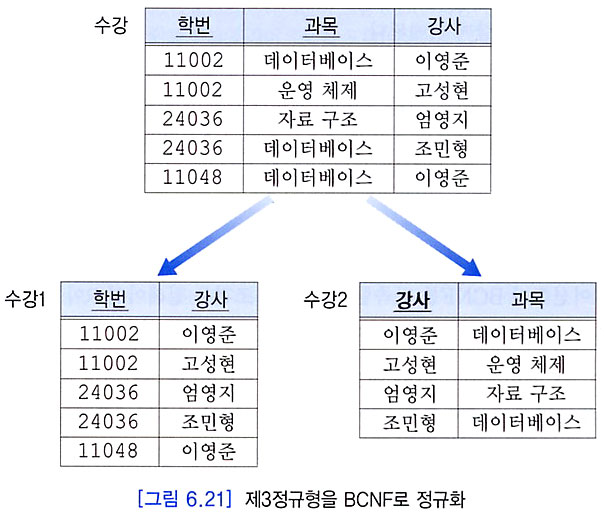 수강
학번 과목 강사
11002 데이터베이스 이영준
11002 운영 체제 고성현
24036 자료 구조 엄영지
24036 데이터베이스 조민형
11048 데이터베이스 이영준
수강1
학번 강사
11002 이영준
11002 고성현
24036 엄영지
24036 조민형
11048 이영준
수강2
강사 과목
이영준 데이터베이스
고성현 운영 체제
엄영지 자료 구조
조민형 데이터베이스
[그림 6.21] 제3정규형을 BCNF로 정규화